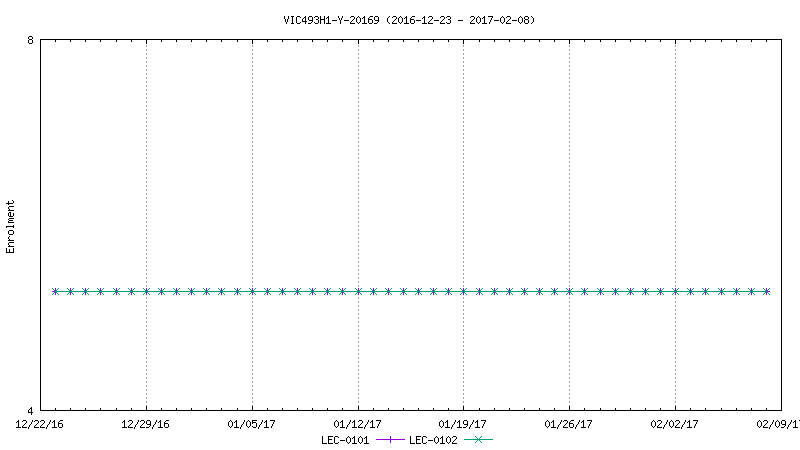 VIC493H1-Y-20169 (2016-12-23 - 2017-02-08)
8
Enrolment
4
12/22/16 12/29/16 01/05/17 01/12/17 01/19/17 01/26/17 02/02/17 02/09/1
LEC-0101 LEC-0102